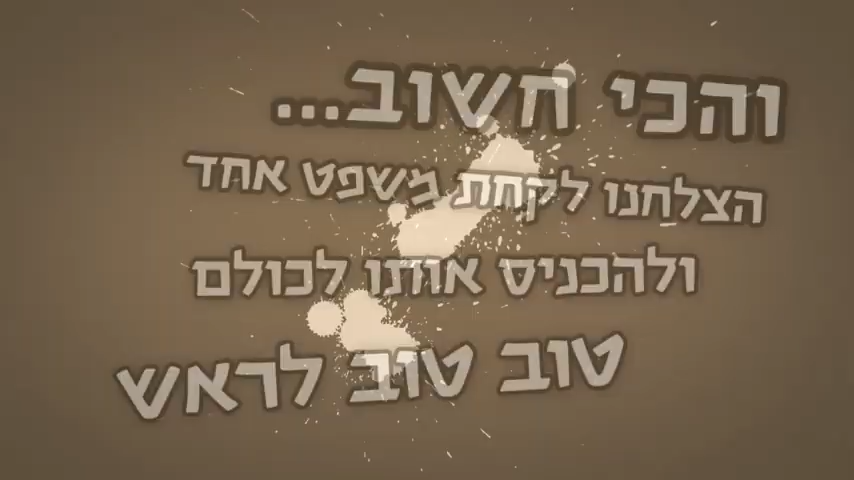 והכי חשוב...
הצלחנו לקחת משפט אחד
ולהכניס אותו לכולם
טוב טוב לראש